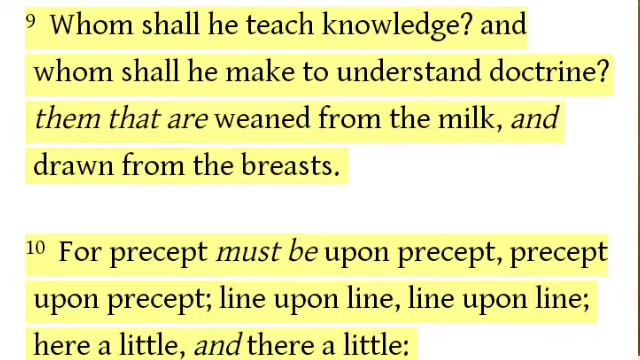 9 Whom shall he teach knowledge? and
whom shall he make to understand doctrine?
them that are weaned from the milk, and
drawn from the breasts.
10 For precept must be upon precept, precept
upon precept; line upon line, line upon line;
here a little, and there a little: